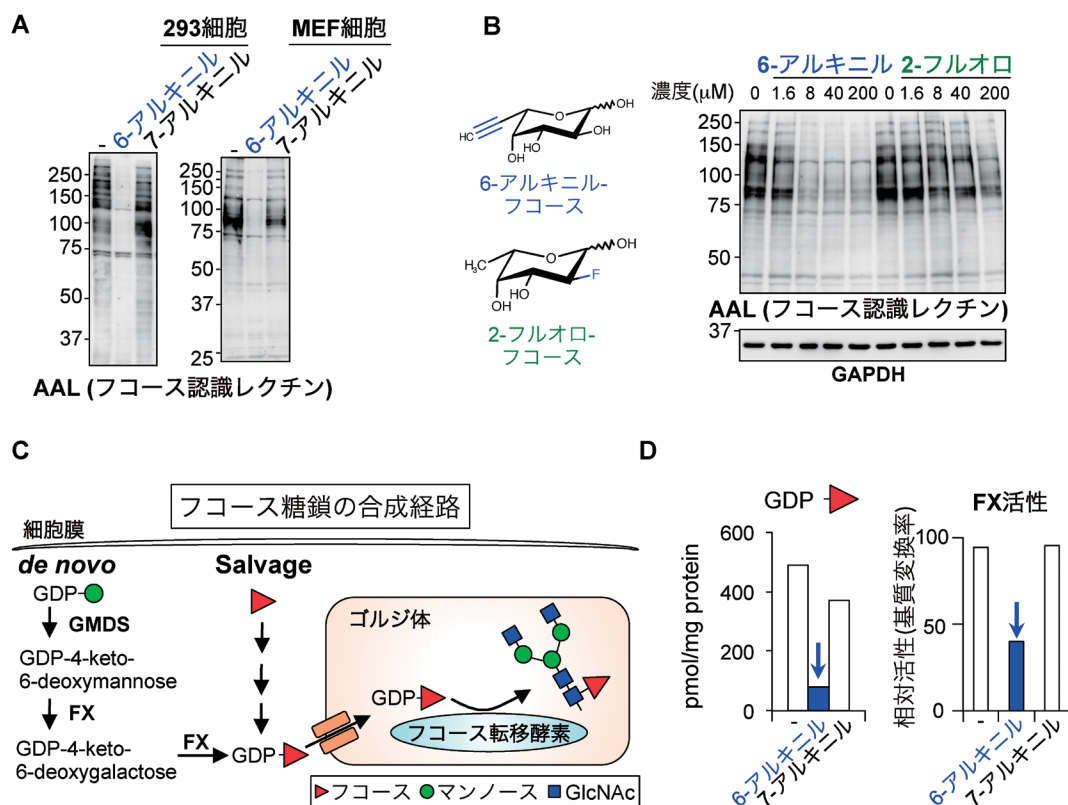 A
293細胞 MEF細胞
- 6-アルキニル 7-アルキニル - 6-アルキニル 7-アルキニル
250
150
100
75
50
37
250
150
100
75
50
37
25
AAL (フコース認識レクチン)
B
HC
O
OH
OH
HO
OH
6-アルキニル-
フコース
H₃C
O
OH
F
HO
OH
2-フルオロ-
フコース
6-アルキニル 2-フルオロ
濃度(μM) 0 1.6 8 40 200 0 1.6 8 40 200
250
150
100
75
50
AAL (フコース認識レクチン)
37
GAPDH
C
フコース糖鎖の合成経路
細胞膜
de novo
GDP
GMDS
GDP-4-keto-
6-deoxymannose
FX
GDP-4-keto-
6-deoxygalactose
FX
Salvage
GDP
ゴルジ体
GDP
フコース転移酵素
フコース マンノース GlcNAc
D
GDP
pmol/mg protein
600
400
200
0
- 6-アルキニル 7-アルキニル
FX活性
相対活性(基質変換率)
100
50
0
- 6-アルキニル 7-アルキニル